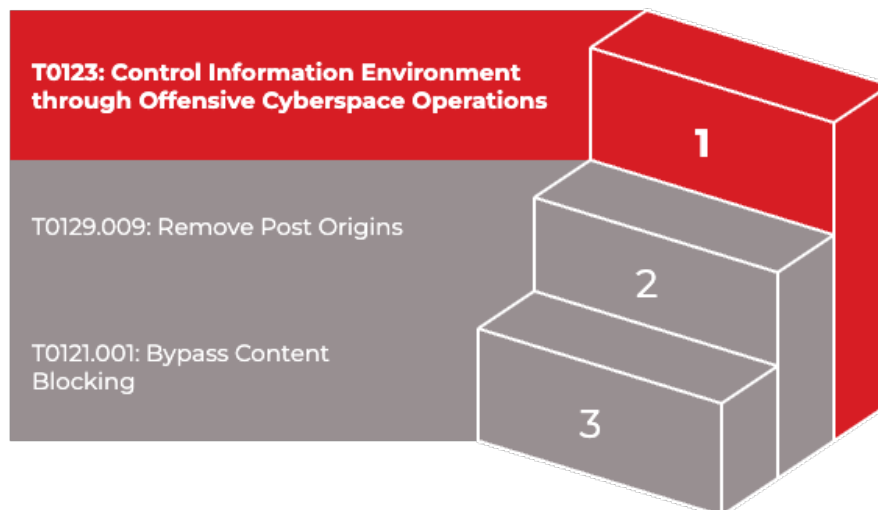 T0123: Control Information Environment
through Offensive Cyberspace Operations
1
T0129.009: Remove Post Origins
2
T0121.001: Bypass Content
Blocking
3